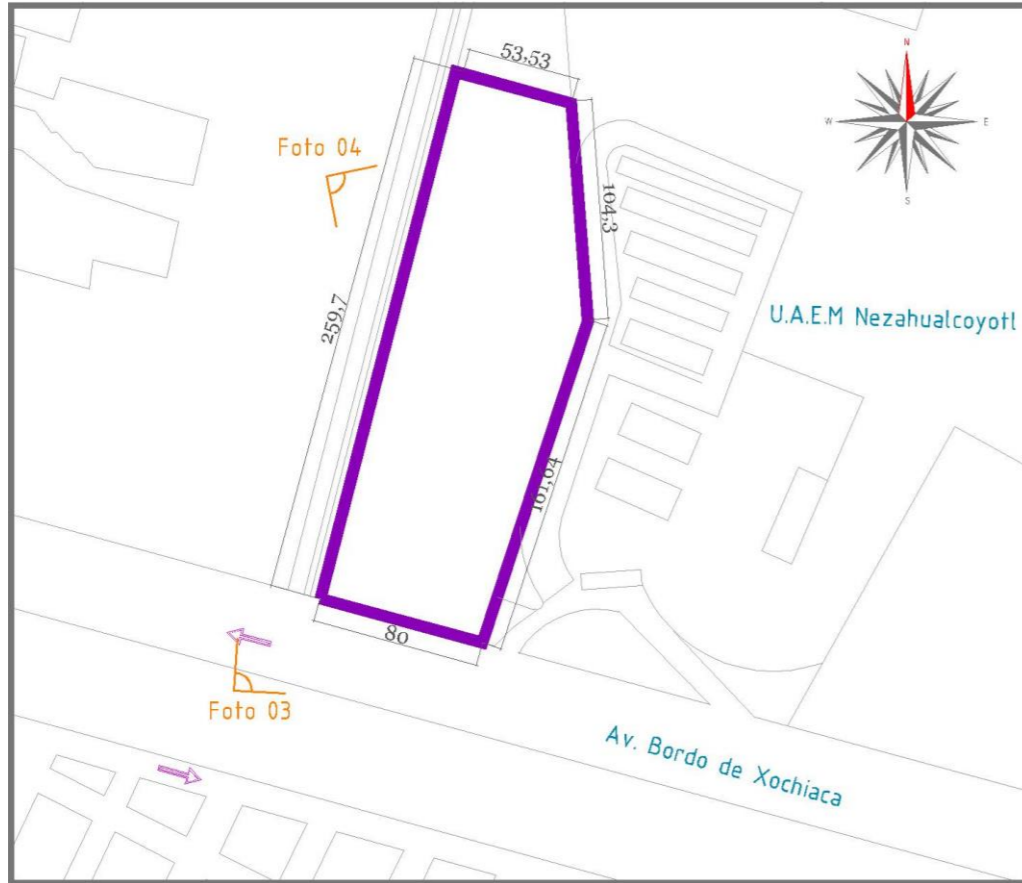 53,53
N
W
E
S
Foto 04
104,3
259,7
U.A.E.M Nezahualcoyotl
161,64
80
Foto 03
Av. Bordo de Xochiaca